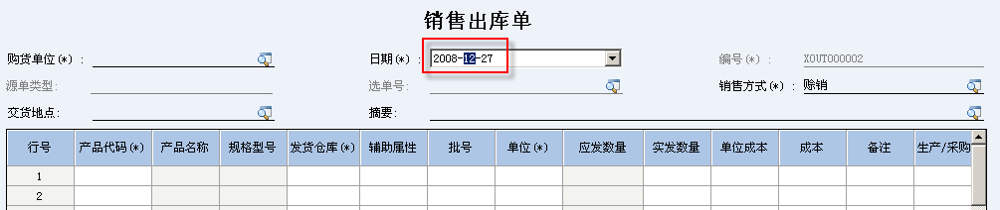 销售出库单
购货单位(*) : 日期(*) : 2008-12-27 编号(*) : XOUT000002
源单类型: 选单号: 销售方式(*) : 赊销
交货地点: 摘要:
行号 产品代码(*) 产品名称 规格型号 发货仓库(*) 辅助属性 批号 单位(*) 应发数量 实发数量 单位成本 成本 备注 生产/采购
1
2